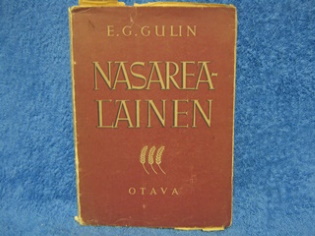 E.G.GULIN
NASAREA-
LAINEN
OTAVA